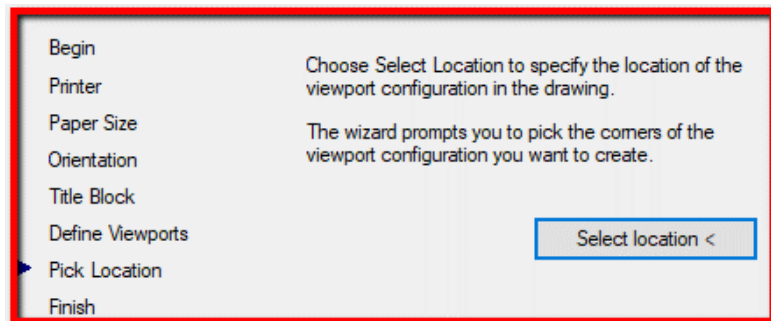 Begin
Printer
Paper Size
Orientation
Title Block
Define Viewports
Pick Location
Finish
Choose Select Location to specify the location of the
viewport configuration in the drawing.
The wizard prompts you to pick the corners of the
viewport configuration you want to create.
Select location <